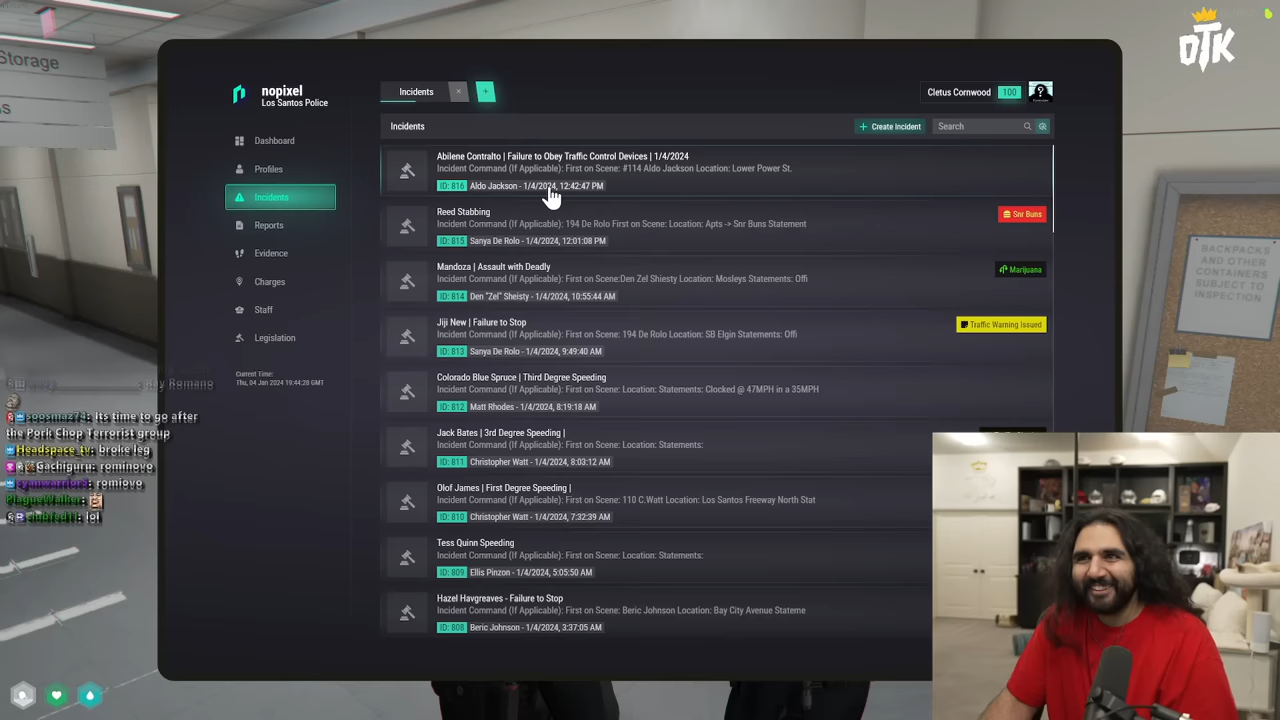 Storage
OTK
nopixel
Los Santos Police
Incidents
×
+
Cletus Cornwood 100
Incidents
Create Incident
Search
Dashboard
Profiles
Incidents
Reports
Evidence
Charges
Staff
Legislation
Current Time:
Thu, 04 Jan 2024 19:44:28 GMT
Abilene Contralto | Failure to Obey Traffic Control Devices | 1/4/2024
Incident Command (If Applicable): First on Scene: #114 Aldo Jackson Location: Lower Power St.
ID: 816 Aldo Jackson - 1/4/2024, 12:42:47 PM
Reed Stabbing
Incident Command (If Applicable): 194 De Rolo First on Scene: Location: Apts -> Snr Buns Statement
ID: 815 Sanya De Rolo - 1/4/2024, 12:01:08 PM
Snr Buns
Mandoza | Assault with Deadly
Incident Command (If Applicable): First on Scene:Den Zel Shiesty Location: Mosleys Statements: Offi
ID: 814 Den "Zel" Sheisty - 1/4/2024, 10:55:44 AM
Marijuana
Jiji New | Failure to Stop
Incident Command (If Applicable): First on Scene: 194 De Rolo Location: SB Elgin Statements: Offi
ID: 813 Sanya De Rolo - 1/4/2024, 9:49:40 AM
Traffic Warning Issued
Colorado Blue Spruce | Third Degree Speeding
Incident Command (If Applicable): First on Scene: Location: Statements: Clocked @ 47MPH in a 35MPH
ID: 812 Matt Rhodes - 1/4/2024, 8:19:18 AM
Jack Bates | 3rd Degree Speeding |
Incident Command (If Applicable): First on Scene: Location: Statements:
ID: 811 Christopher Watt - 1/4/2024, 8:03:12 AM
Olof James | First Degree Speeding |
Incident Command (If Applicable): First on Scene: 110 C.Watt Location: Los Santos Freeway North Stat
ID: 810 Christopher Watt - 1/4/2024, 7:32:39 AM
Tess Quinn Speeding
Incident Command (If Applicable): First on Scene: Location: Statements:
ID: 809 Ellis Pinzon - 1/4/2024, 5:05:50 AM
Hazel Havgreaves - Failure to Stop
Incident Command (If Applicable): First on Scene: Beric Johnson Location: Bay City Avenue Stateme
ID: 808 Beric Johnson - 1/4/2024, 3:37:05 AM
BACKPACKS
AND OTHER
CONTAINERS
SUBJECT TO
INSPECTION
Ray Romano
soosmaz74: Its time to go after
the Pork Chop Terrorist group
Headspace_tv: broke leg
Gachiguru: rominovo
cyanwarriors: romiovo
PlagueWalker:
: lol